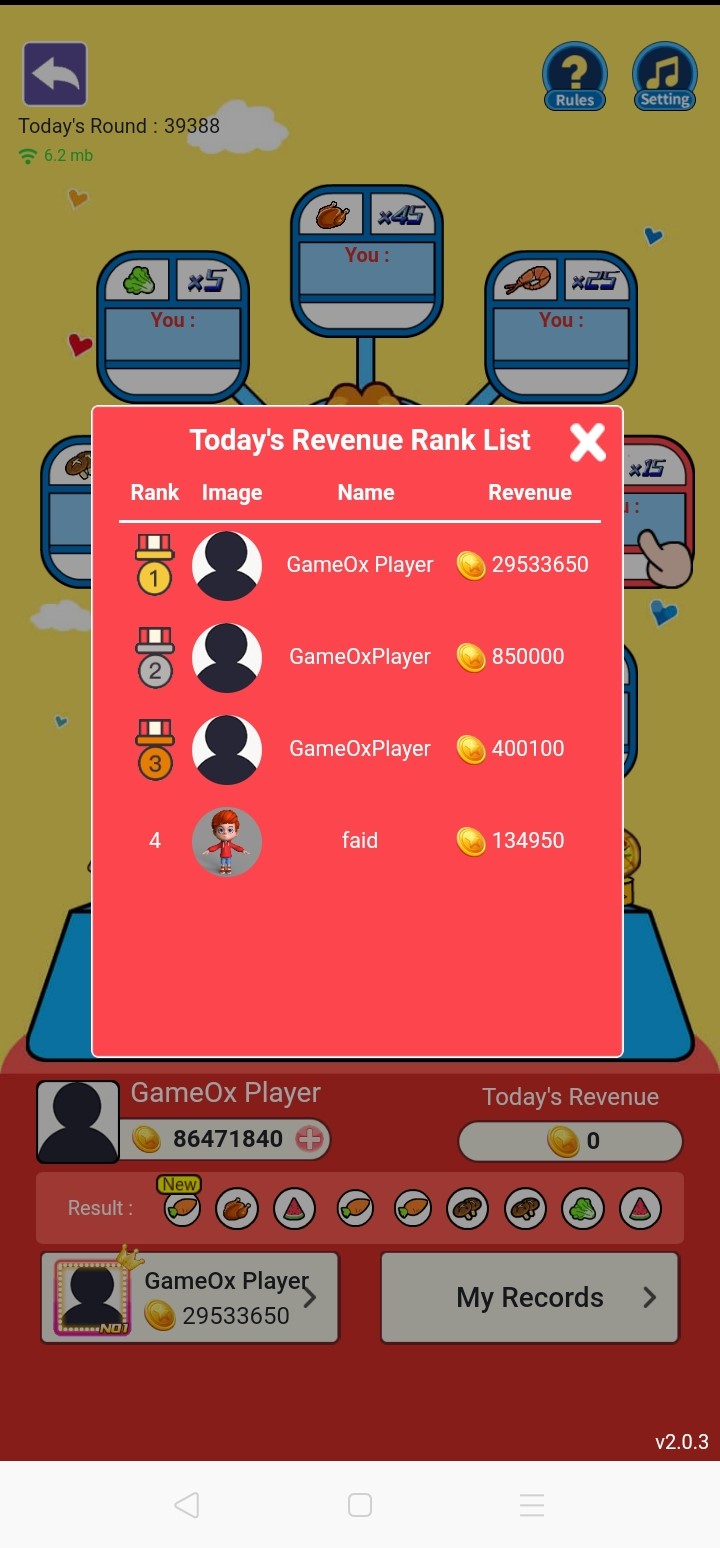 Rules
Setting
Today's Round : 39388
6.2 mb
x45
You :
x5
You :
x25
You :
x15
Today's Revenue Rank List
Rank Image Name Revenue
1 GameOx Player 29533650
2 GameOxPlayer 850000
3 GameOxPlayer 400100
4 faid 134950
GameOx Player
86471840
Today's Revenue
0
New
Result :
GameOx Player
29533650
NO1
My Records
v2.0.3